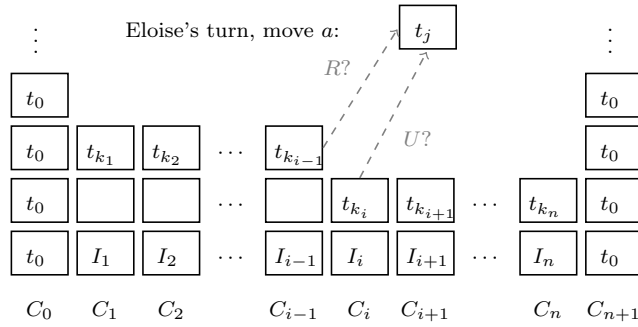 ⋮ Eloise's turn, move a: t_j ⋮
R?
t_0 t_0
U?
t_0 t_{k_1} t_{k_2} ⋯ t_{k_{i-1}} t_0
t_0 t_{k_i} t_{k_{i+1}} ⋯ t_{k_n} t_0
⋯
t_0 I_1 I_2 ⋯ I_{i-1} I_i I_{i+1} ⋯ I_n t_0
C_0 C_1 C_2 C_{i-1} C_i C_{i+1} C_n C_{n+1}